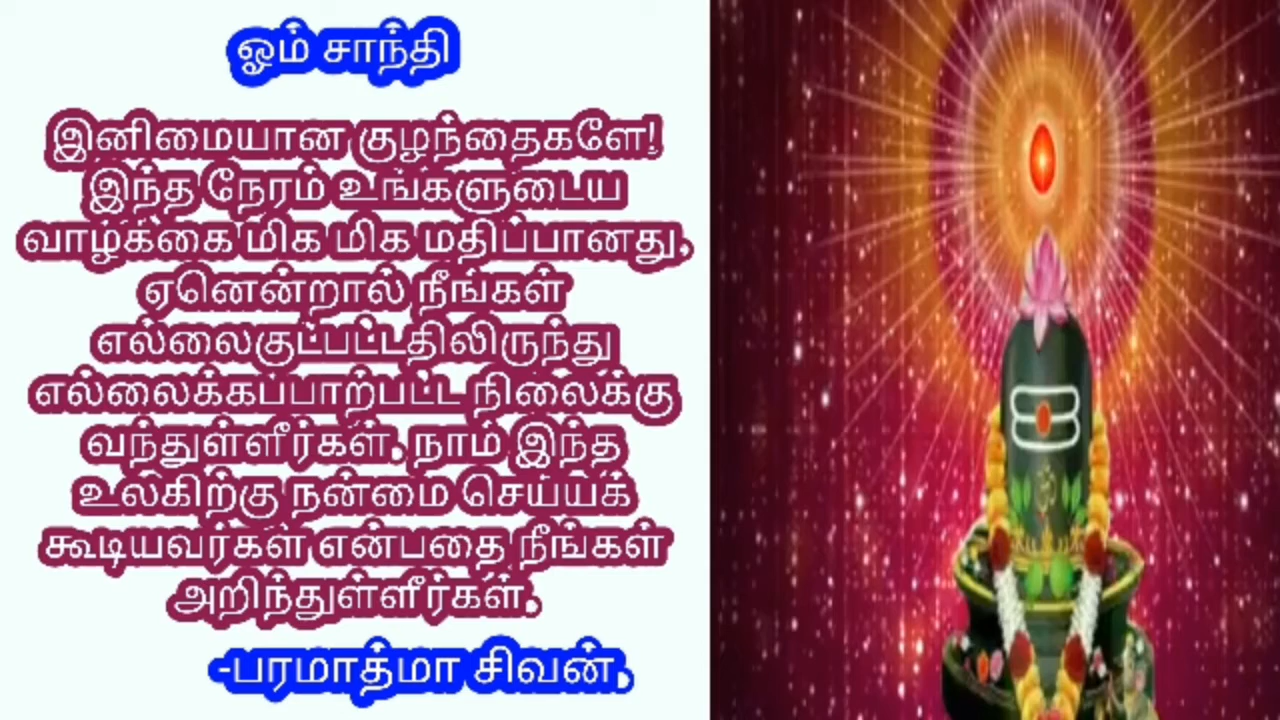 ஓம் சாந்தி
இனிமையான குழந்தைகளே!
இந்த நேரம் உங்களுடைய
வாழ்க்கை மிக மிக மதிப்பானது.
ஏனென்றால் நீங்கள்
எல்லைகுட்பட்டதிலிருந்து
எல்லைக்கப்பாற்பட்ட நிலைக்கு
வந்துள்ளீர்கள். நாம் இந்த
உலகிற்கு நன்மை செய்யக்
கூடியவர்கள் என்பதை நீங்கள்
அறிந்துள்ளீர்கள்.
-பரமாத்மா சிவன்.